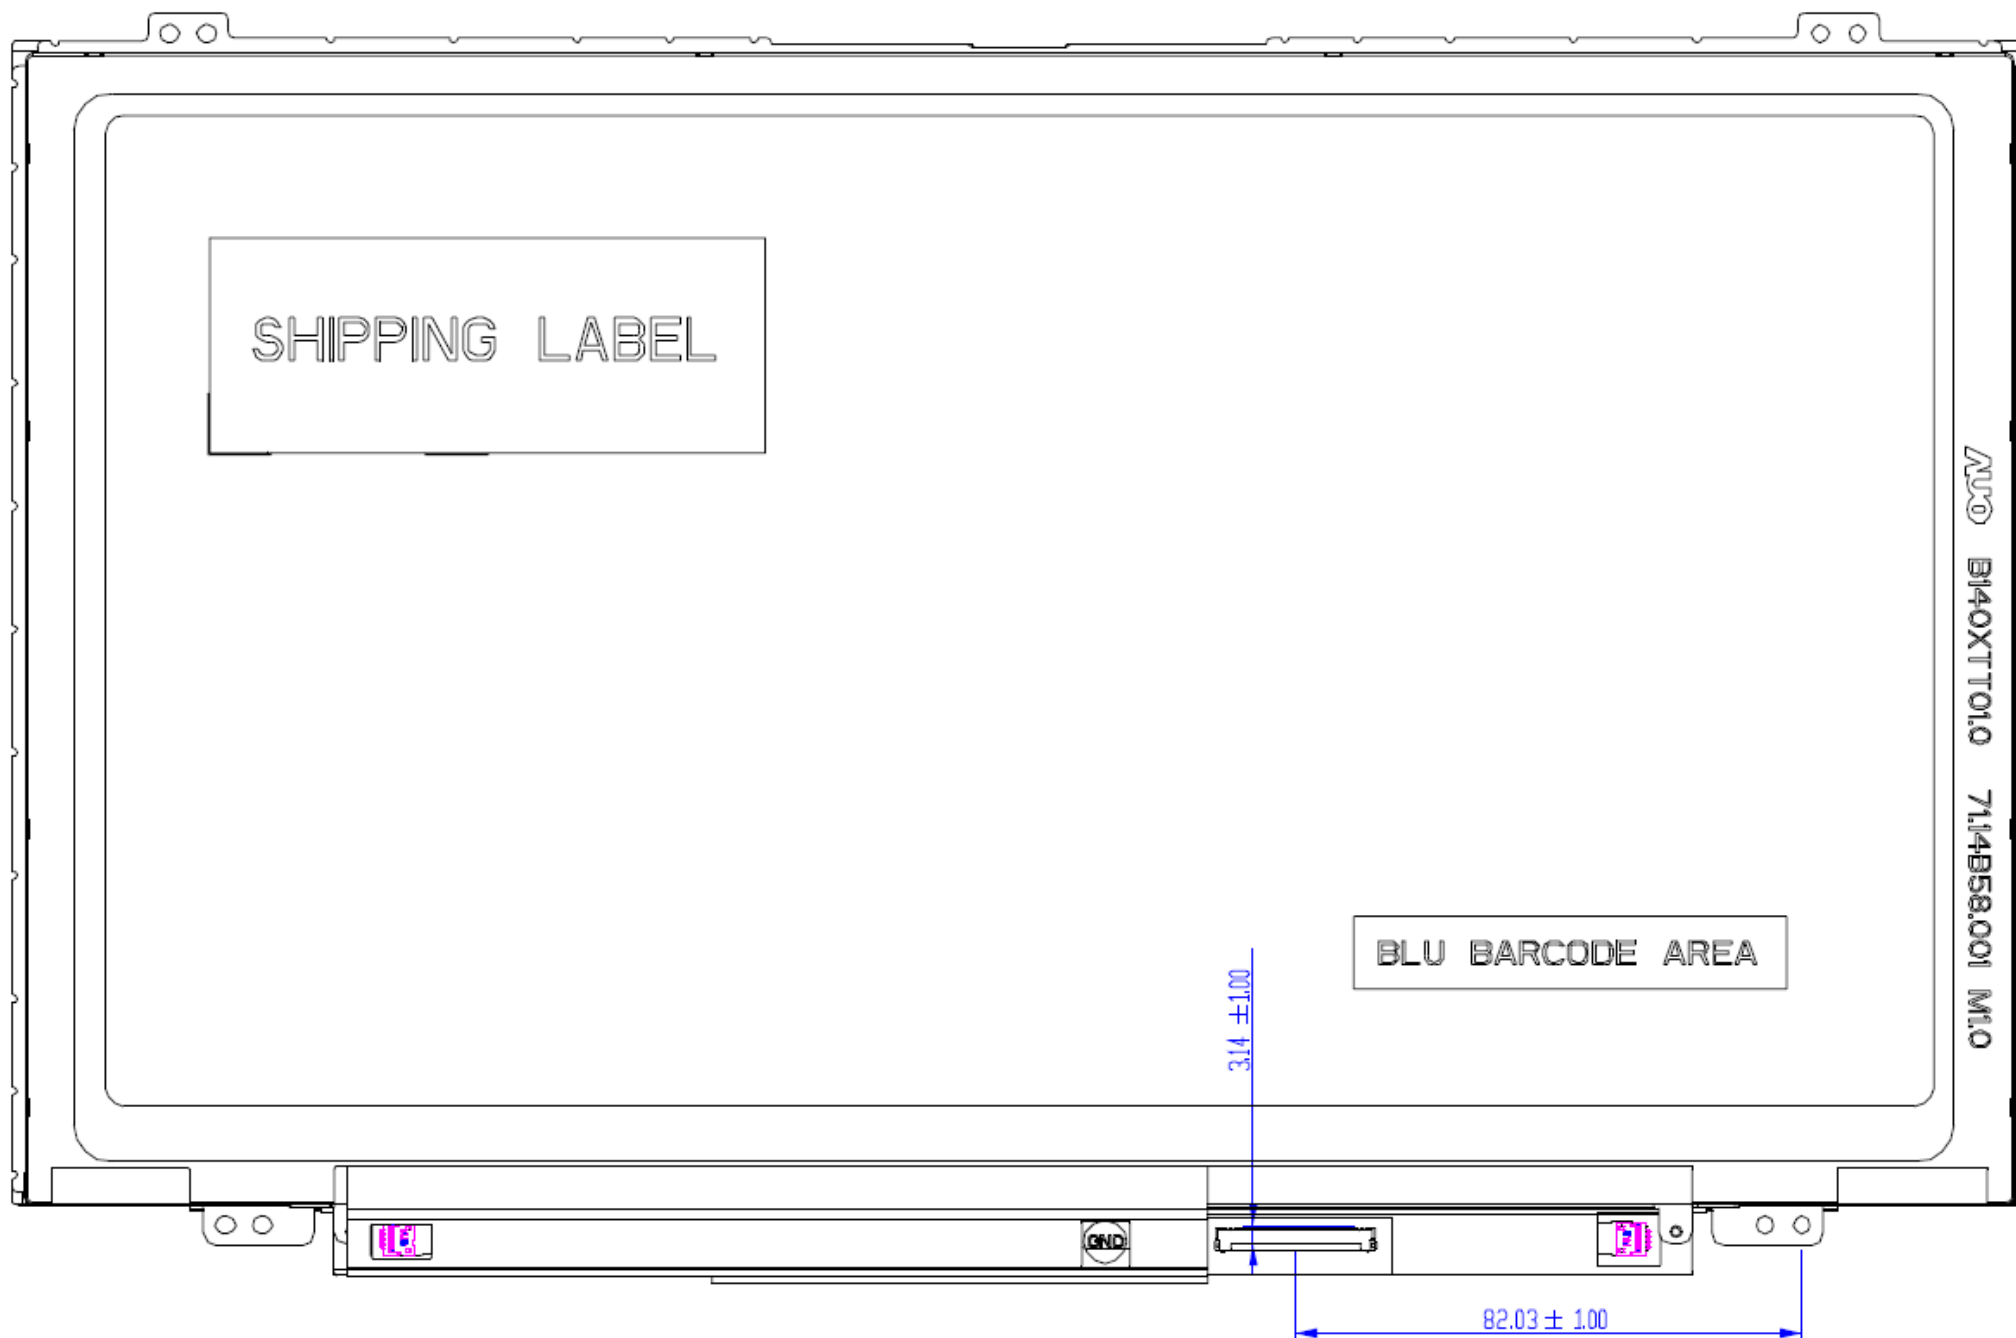 SHIPPING LABEL
AUO B140XTT01.0 71.14B58.001 M1.0
BLU BARCODE AREA
3.14 ±1.00
GND
82.03 ± 1.00